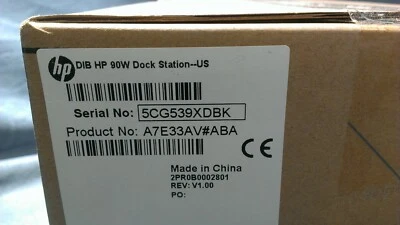 hp DIB HP 90W Dock Station--US
Serial No: 5CG539XDBK
Product No: A7E33AV#ABA
Made in China
2PR0B0002801
REV: V1.00
PO: